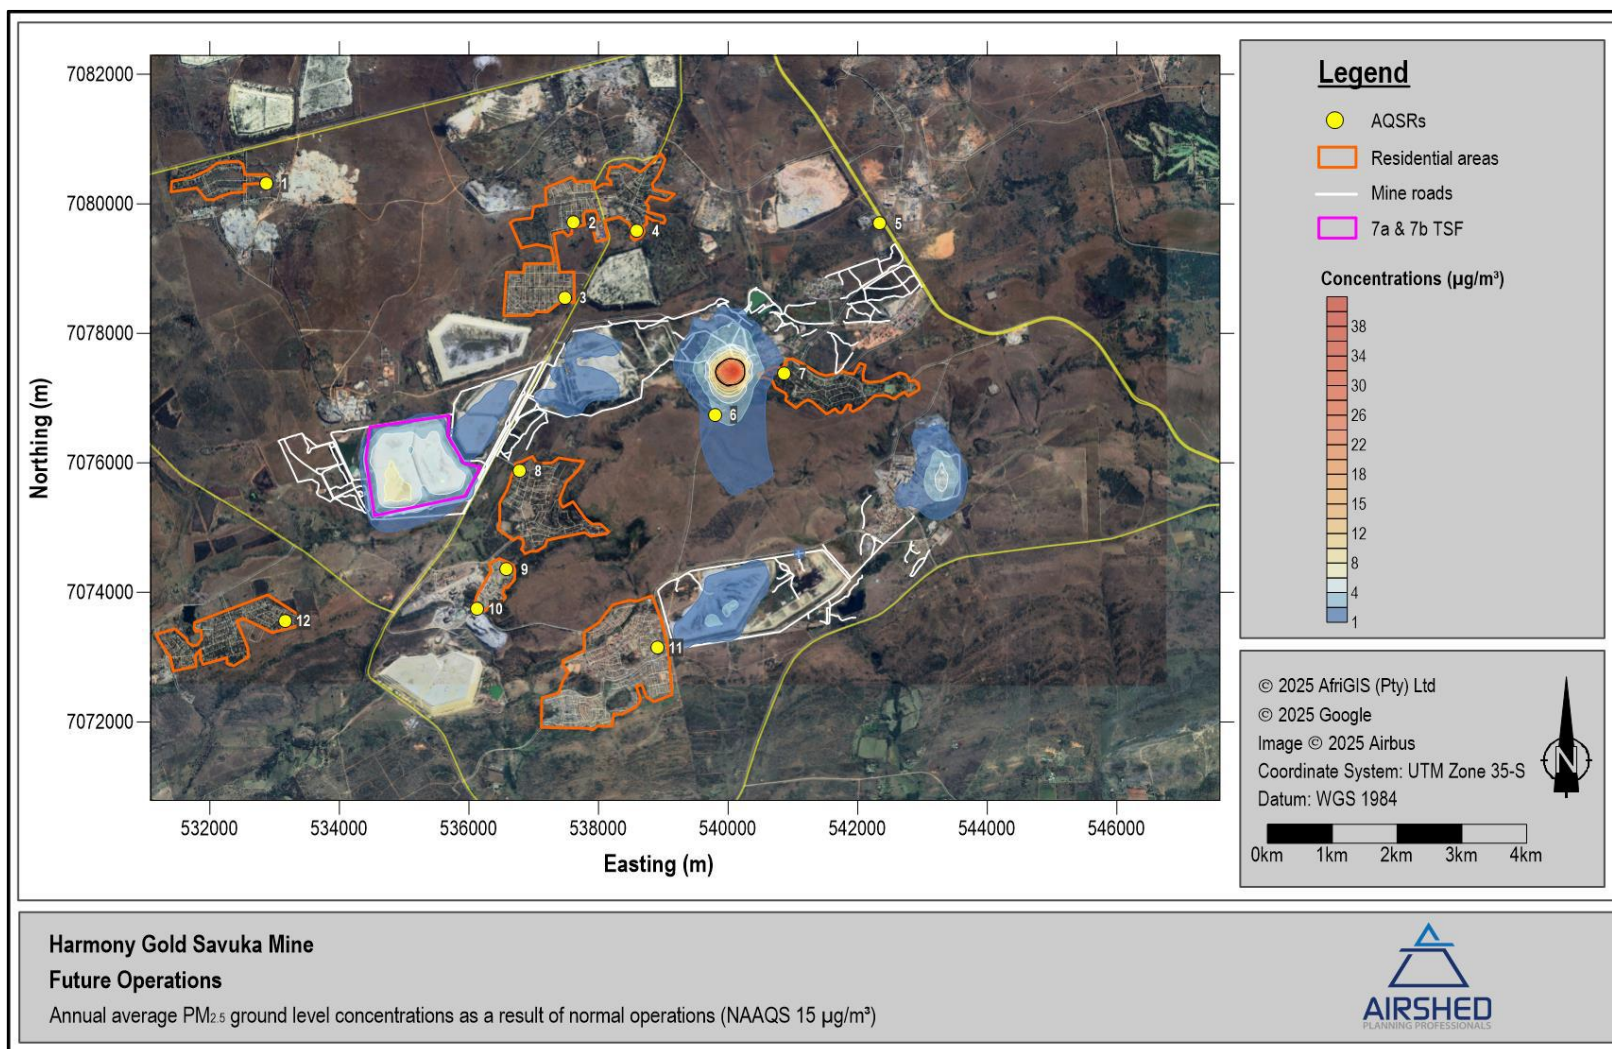 7082000
7080000
7078000
7076000
7074000
7072000
Northing (m)
532000
534000
536000
538000
540000
542000
544000
546000
Easting (m)
1
2
3
4
5
6
7
8
9
10
11
12
Legend
AQSRs
Residential areas
Mine roads
7a & 7b TSF
Concentrations (µg/m³)
38
34
30
26
22
18
15
12
8
4
1
© 2025 AfriGIS (Pty) Ltd
© 2025 Google
Image © 2025 Airbus
Coordinate System: UTM Zone 35-S
Datum: WGS 1984
N
0km 1km 2km 3km 4km
Harmony Gold Savuka Mine
Future Operations
Annual average PM2.5 ground level concentrations as a result of normal operations (NAAQS 15 µg/m³)
AIRSHED
PLANNING PROFESSIONALS